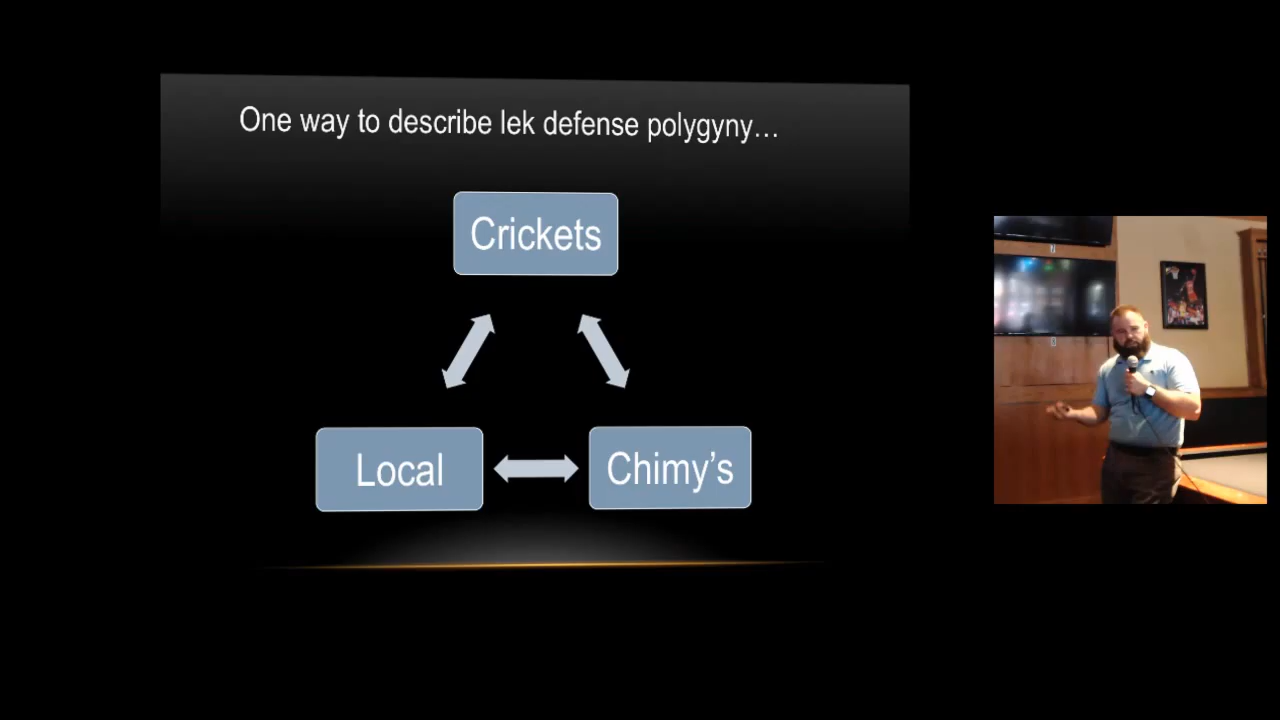 One way to describe lek defense polygyny…
Crickets
Local
Chimy's